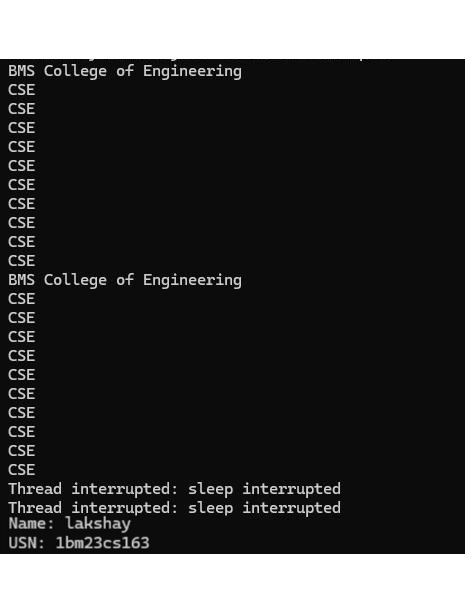 BMS College of Engineering
CSE
CSE
CSE
CSE
CSE
CSE
CSE
CSE
CSE
CSE
BMS College of Engineering
CSE
CSE
CSE
CSE
CSE
CSE
CSE
CSE
CSE
CSE
Thread interrupted: sleep interrupted
Thread interrupted: sleep interrupted
Name: lakshay
USN: 1bm23cs163